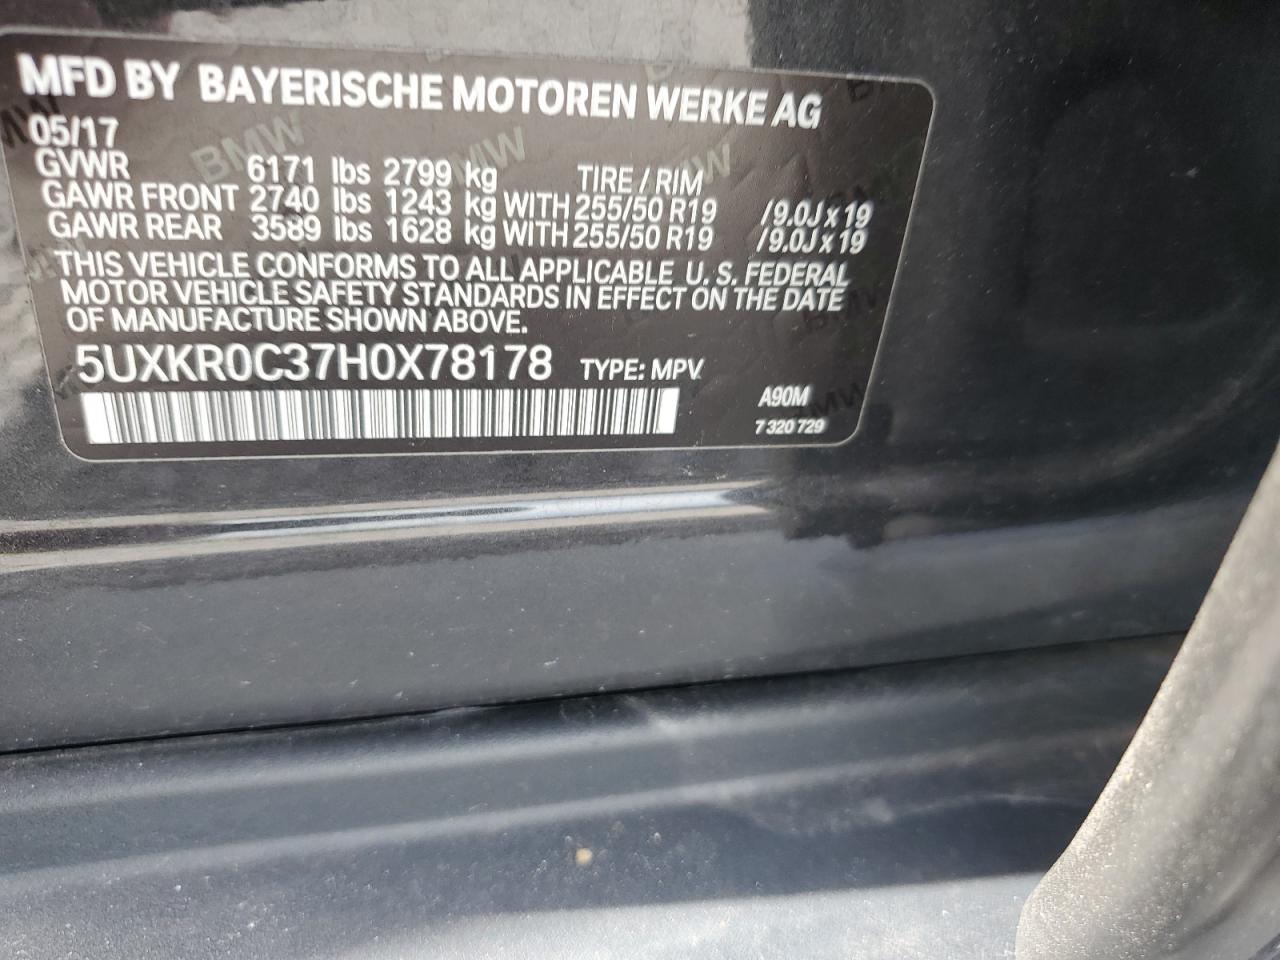 MFD BY BAYERISCHE MOTOREN WERKE AG
05/17
GVWR 6171 lbs 2799 kg TIRE / RIM
GAWR FRONT 2740 lbs 1243 kg WITH 255/50 R19 /9.0J x 19
GAWR REAR 3589 lbs 1628 kg WITH 255/50 R19 /9.0J x 19
THIS VEHICLE CONFORMS TO ALL APPLICABLE U. S. FEDERAL
MOTOR VEHICLE SAFETY STANDARDS IN EFFECT ON THE DATE
OF MANUFACTURE SHOWN ABOVE.
5UXKR0C37H0X78178 TYPE: MPV
A90M
7 320 729